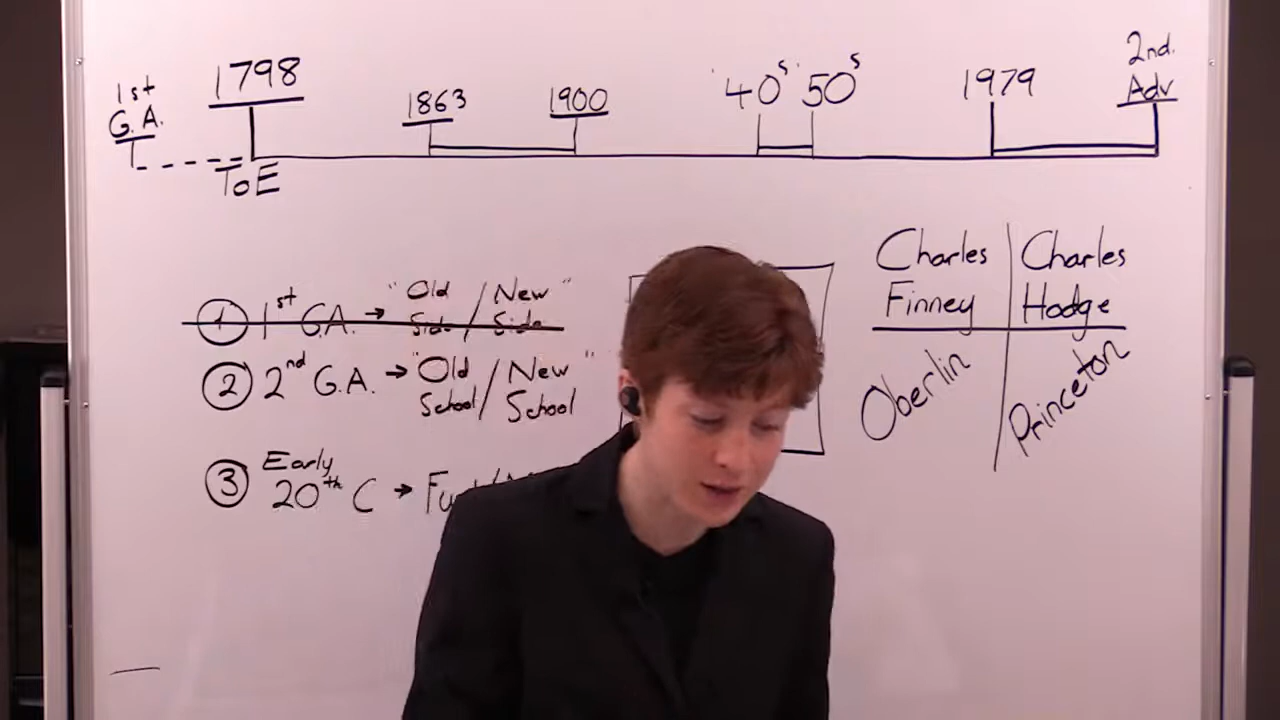 1st
G.A.
1798
1863
1900
'40s '50s
1979
2nd.
Adv
ToE
① 1st G.A. → "Old Side / New Side"
② 2nd G.A. → "Old School / New School"
③ Early 20th C →
Charles Finney
Charles Hodge
Oberlin
Princeton